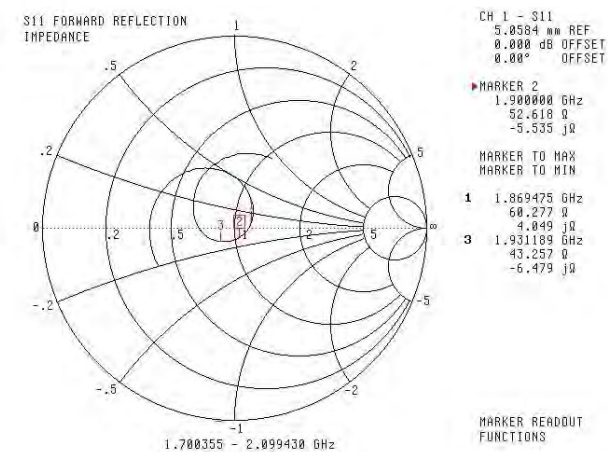 S11 FORWARD REFLECTION
IMPEDANCE
1
.5
2
.2
5
0
.2
.5
2
5
∞
3
2
1
-.2
-5
-.5
-2
-1
1.700355 - 2.099430 GHz
CH 1 - S11
5.0584 mm REF
0.000 dB OFFSET
0.00° OFFSET
MARKER 2
1.900000 GHz
52.618 Ω
-5.535 jΩ
MARKER TO MAX
MARKER TO MIN
1 1.869475 GHz
60.277 Ω
4.049 jΩ
3 1.931189 GHz
43.257 Ω
-6.479 jΩ
MARKER READOUT
FUNCTIONS